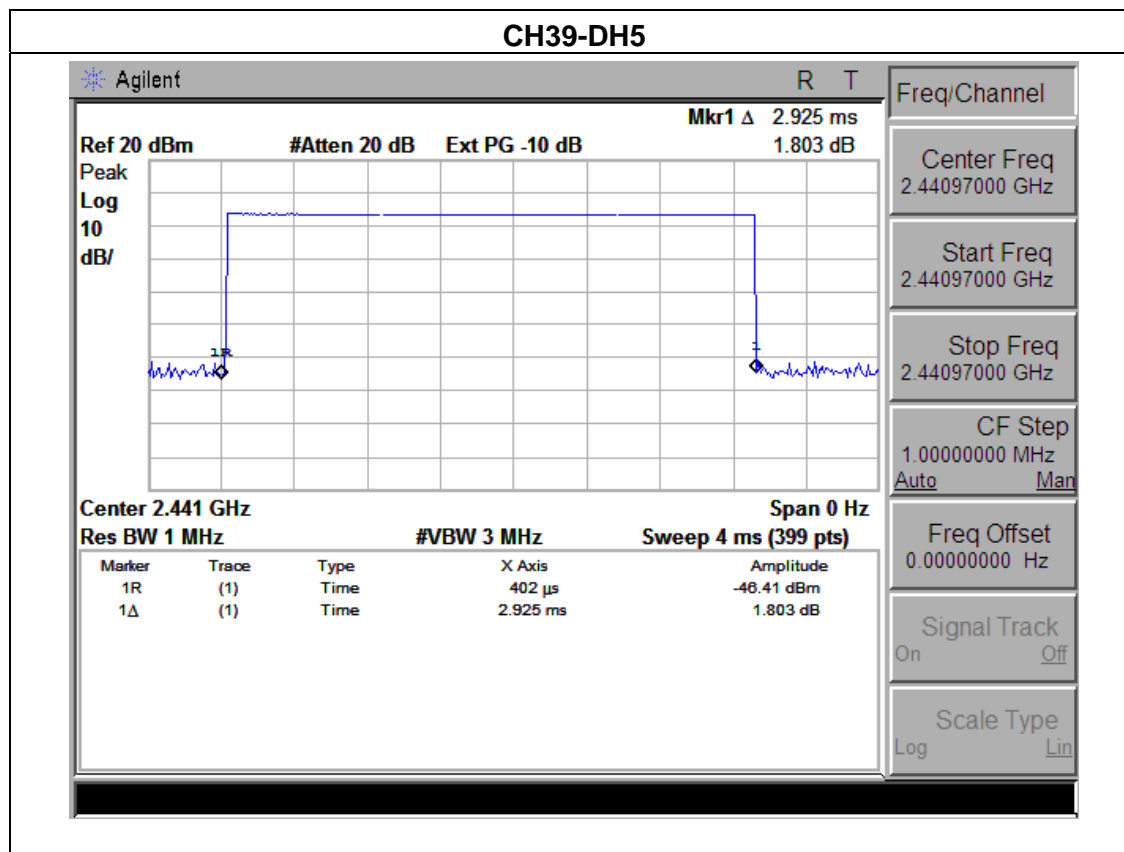 CH39-DH5
Agilent R T
Mkr1 Δ 2.925 ms
Ref 20 dBm #Atten 20 dB Ext PG -10 dB 1.803 dB
Peak
Log
10
dB/
1R
1
Center 2.441 GHz Span 0 Hz
Res BW 1 MHz #VBW 3 MHz Sweep 4 ms (399 pts)
Marker Trace Type X Axis Amplitude
1R (1) Time 402 µs -46.41 dBm
1Δ (1) Time 2.925 ms 1.803 dB
Freq/Channel
Center Freq
2.44097000 GHz
Start Freq
2.44097000 GHz
Stop Freq
2.44097000 GHz
CF Step
1.00000000 MHz
Auto Man
Freq Offset
0.00000000 Hz
Signal Track
On Off
Scale Type
Log Lin